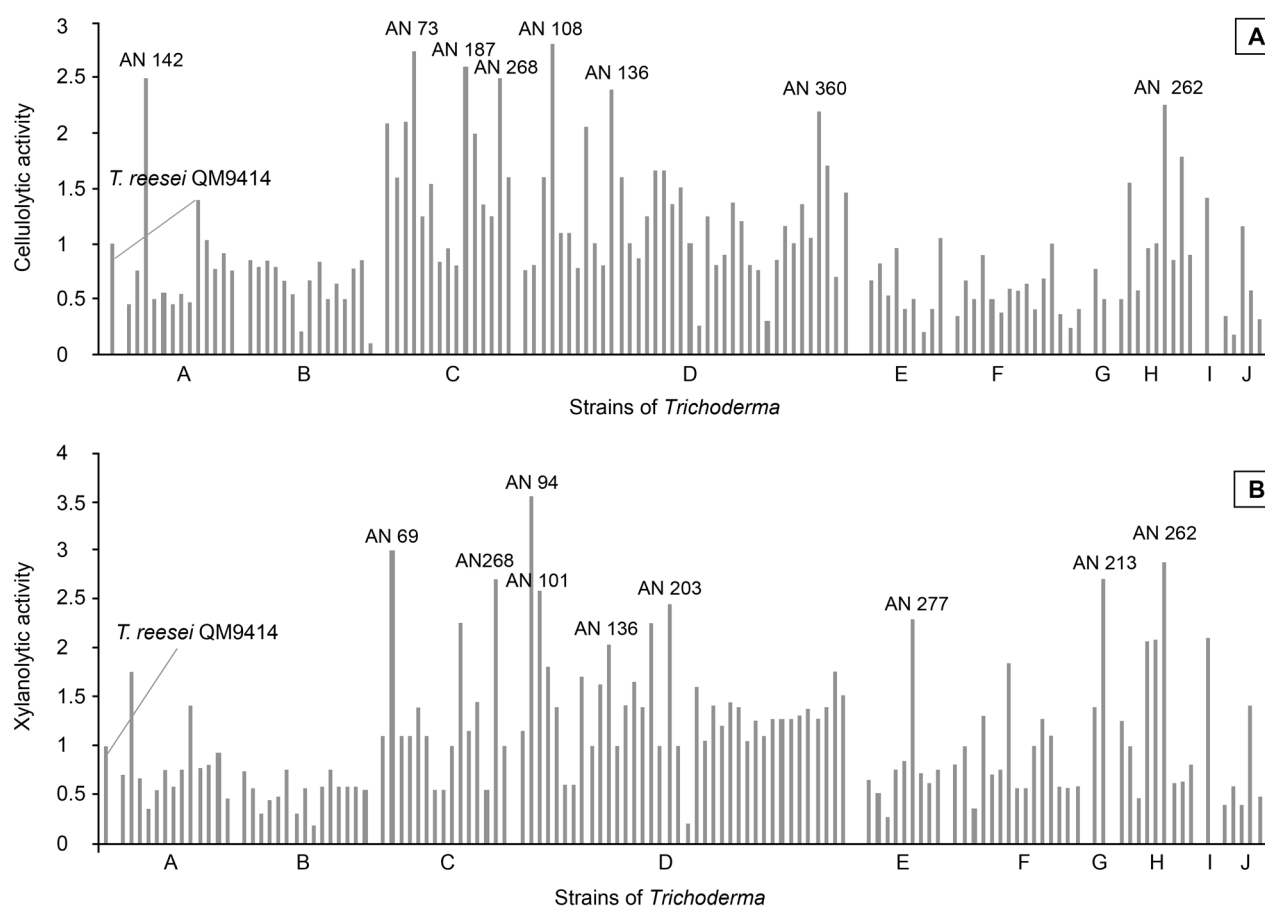 3
2.5
2
1.5
1
0.5
0
Cellulolytic activity
A
AN 142
AN 73
AN 187
AN 268
AN 108
AN 136
AN 360
AN 262
T. reesei QM9414
A B C D E F G H I J
Strains of Trichoderma
4
3.5
3
2.5
2
1.5
1
0.5
0
Xylanolytic activity
B
AN 69
AN268
AN 94
AN 101
AN 136
AN 203
AN 277
AN 213
AN 262
T. reesei QM9414
A B C D E F G H I J
Strains of Trichoderma